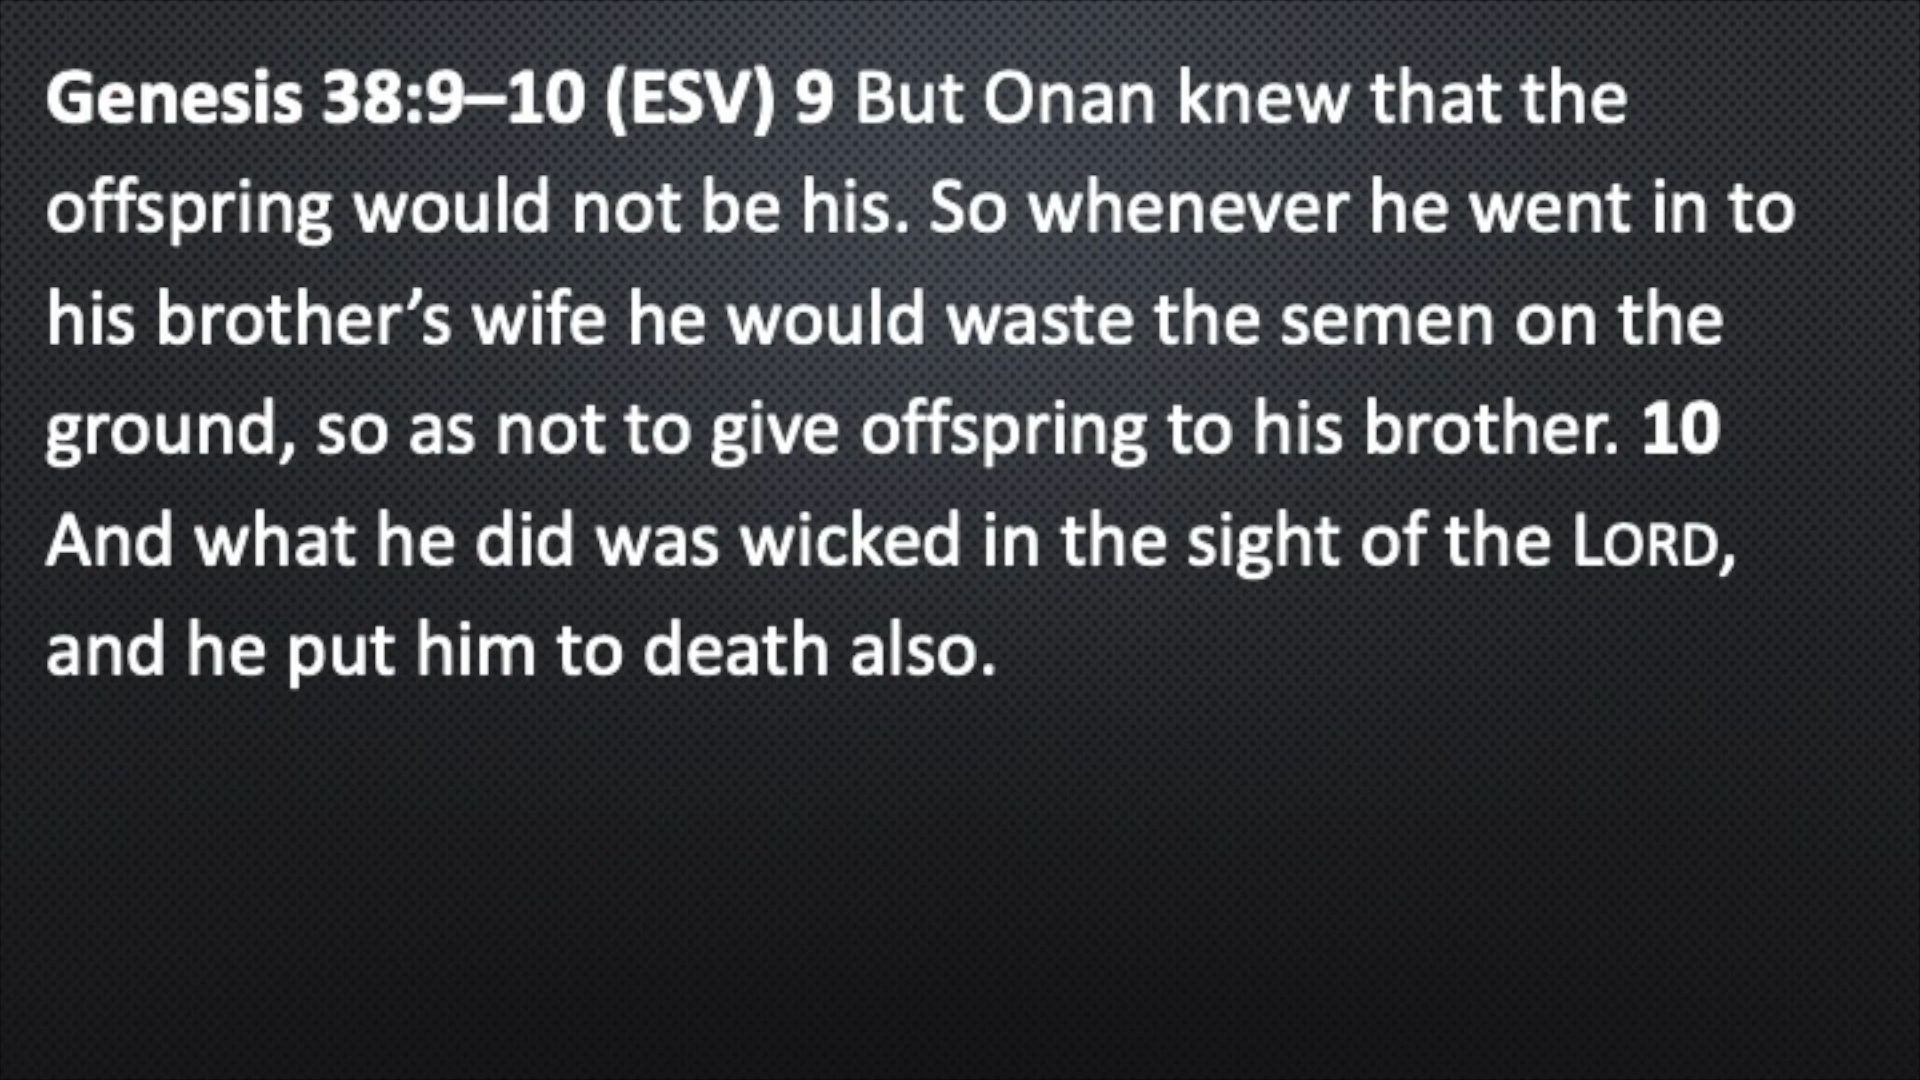 Genesis 38:9–10 (ESV) 9 But Onan knew that the
offspring would not be his. So whenever he went in to
his brother’s wife he would waste the semen on the
ground, so as not to give offspring to his brother. 10
And what he did was wicked in the sight of the LORD,
and he put him to death also.